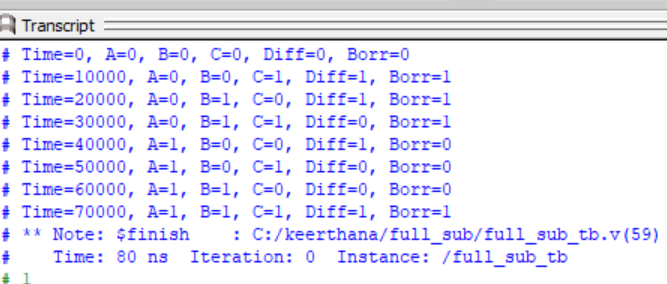 Transcript
# Time=0, A=0, B=0, C=0, Diff=0, Borr=0
# Time=10000, A=0, B=0, C=1, Diff=1, Borr=1
# Time=20000, A=0, B=1, C=0, Diff=1, Borr=1
# Time=30000, A=0, B=1, C=1, Diff=0, Borr=1
# Time=40000, A=1, B=0, C=0, Diff=1, Borr=0
# Time=50000, A=1, B=0, C=1, Diff=0, Borr=0
# Time=60000, A=1, B=1, C=0, Diff=1, Borr=0
# Time=70000, A=1, B=1, C=1, Diff=1, Borr=1
# ** Note: $finish    : C:/keerthana/full_sub/full_sub_tb.v(59)
#    Time: 80 ns  Iteration: 0  Instance: /full_sub_tb
# 1